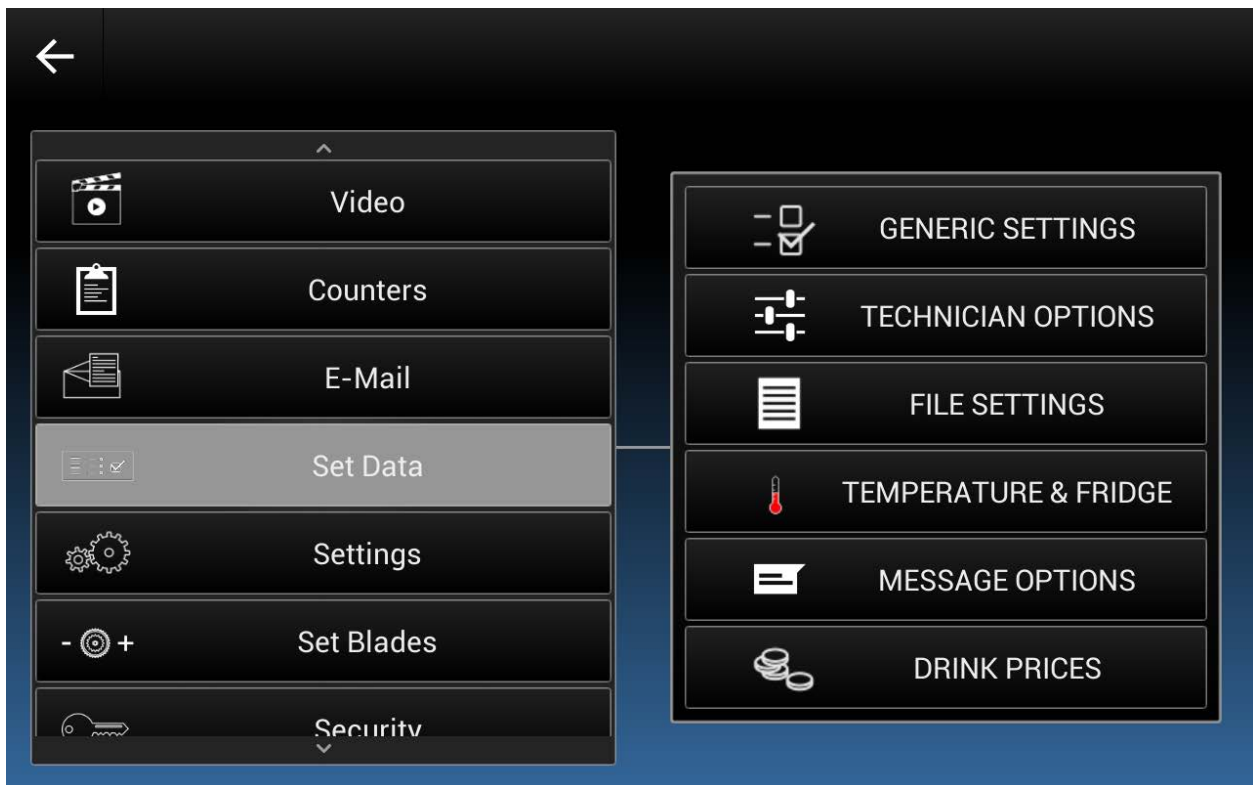 Video
Counters
E-Mail
Set Data
Settings
- +
Set Blades
Security
GENERIC SETTINGS
TECHNICIAN OPTIONS
FILE SETTINGS
TEMPERATURE & FRIDGE
MESSAGE OPTIONS
DRINK PRICES